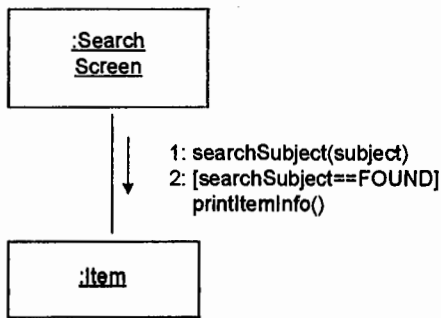 :Search
Screen
1: searchSubject(subject)
2: [searchSubject==FOUND]
printItemInfo()
:Item